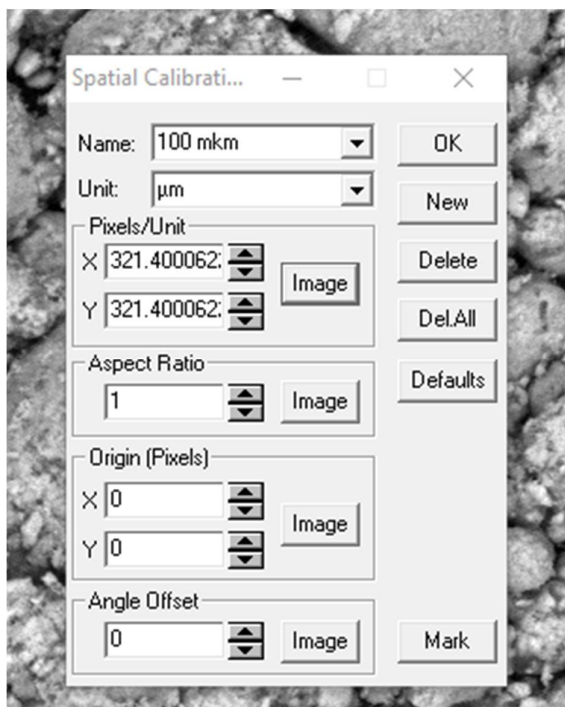 Spatial Calibrati...
Name: 100 mkm OK
Unit: µm New
Pixels/Unit
X 321.400062 Image Delete
Y 321.400062 Del.All
Aspect Ratio Defaults
1 Image
Origin (Pixels)
X 0 Image
Y 0
Angle Offset
0 Image Mark